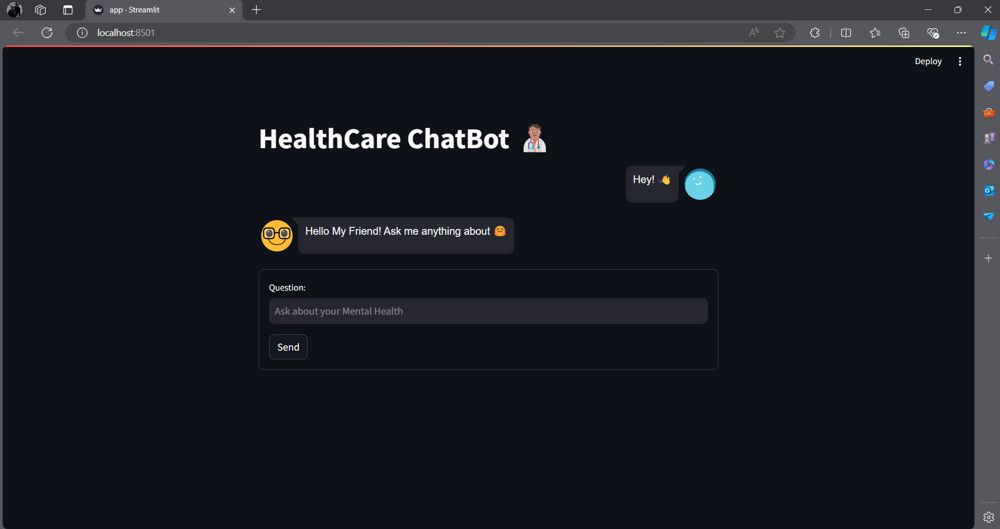 app · Streamlit
localhost:8501
Deploy
HealthCare ChatBot 👨🏽‍⚕️
Hey! 👋
Hello My Friend! Ask me anything about 🤗
Question:
Ask about your Mental Health
Send